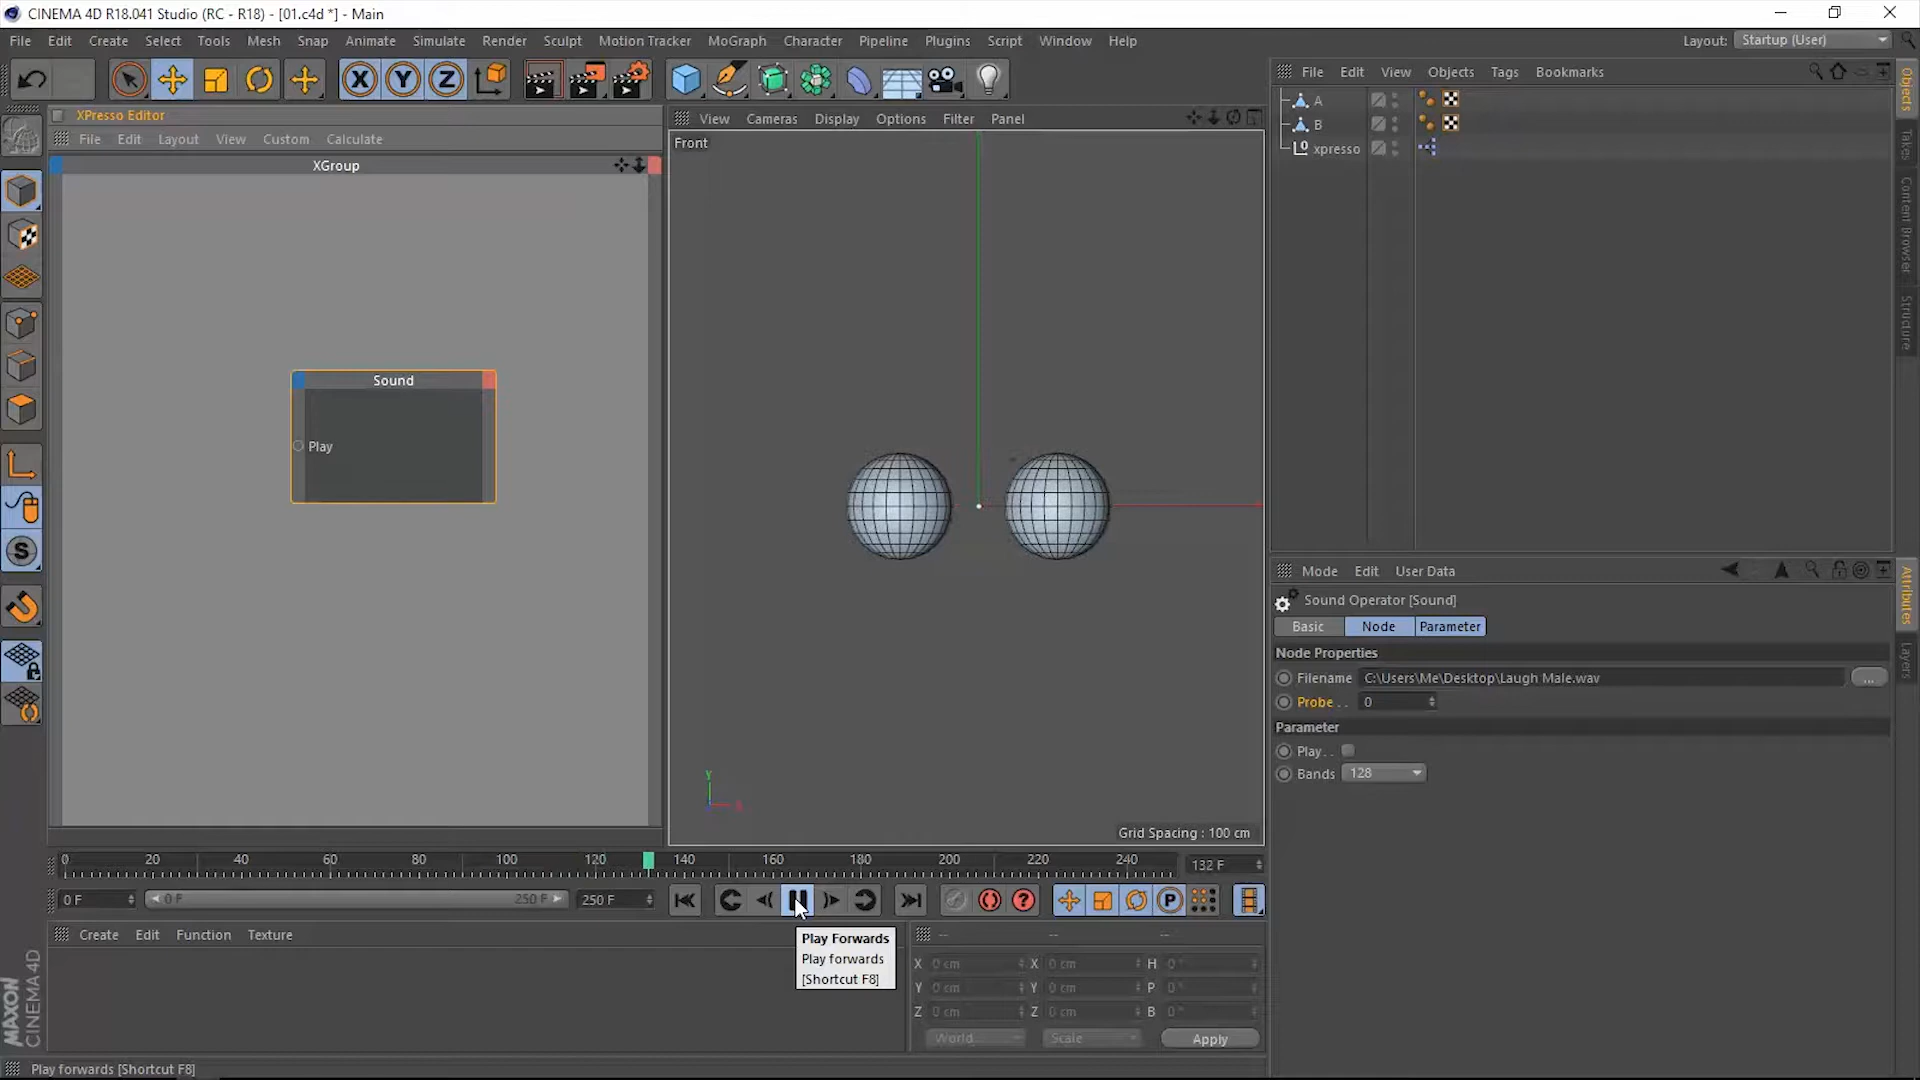 CINEMA 4D R18.041 Studio (RC - R18) - [01.c4d *] - Main
File Edit Create Select Tools Mesh Snap Animate Simulate Render Sculpt Motion Tracker MoGraph Character Pipeline Plugins Script Window Help
Layout: Startup (User)
X Y Z
XPresso Editor
File Edit Layout View Custom Calculate
XGroup
Sound
Play
View Cameras Display Options Filter Panel
Front
Y
Grid Spacing : 100 cm
File Edit View Objects Tags Bookmarks
A
B
xpresso
Objects
Takes
Content Browser
Structure
Mode Edit User Data
Sound Operator [Sound]
Basic Node Parameter
Node Properties
Filename C:\Users\Me\Desktop\Laugh Male.wav ...
Probe . . 0
Parameter
Play . .
Bands 128
Attributes
Layers
S
0 20 40 60 80 100 120 140 160 180 200 220 240 132 F
0 F 0 F 250 F 250 F
P
Create Edit Function Texture
-- -- --
Play Forwards
Play forwards
[Shortcut F8]
X 0 cm X 0 cm H 0 °
Y 0 cm Y 0 cm P 0 °
Z 0 cm Z 0 cm B 0 °
World Scale Apply
MAXON
CINEMA 4D
Play forwards [Shortcut F8]